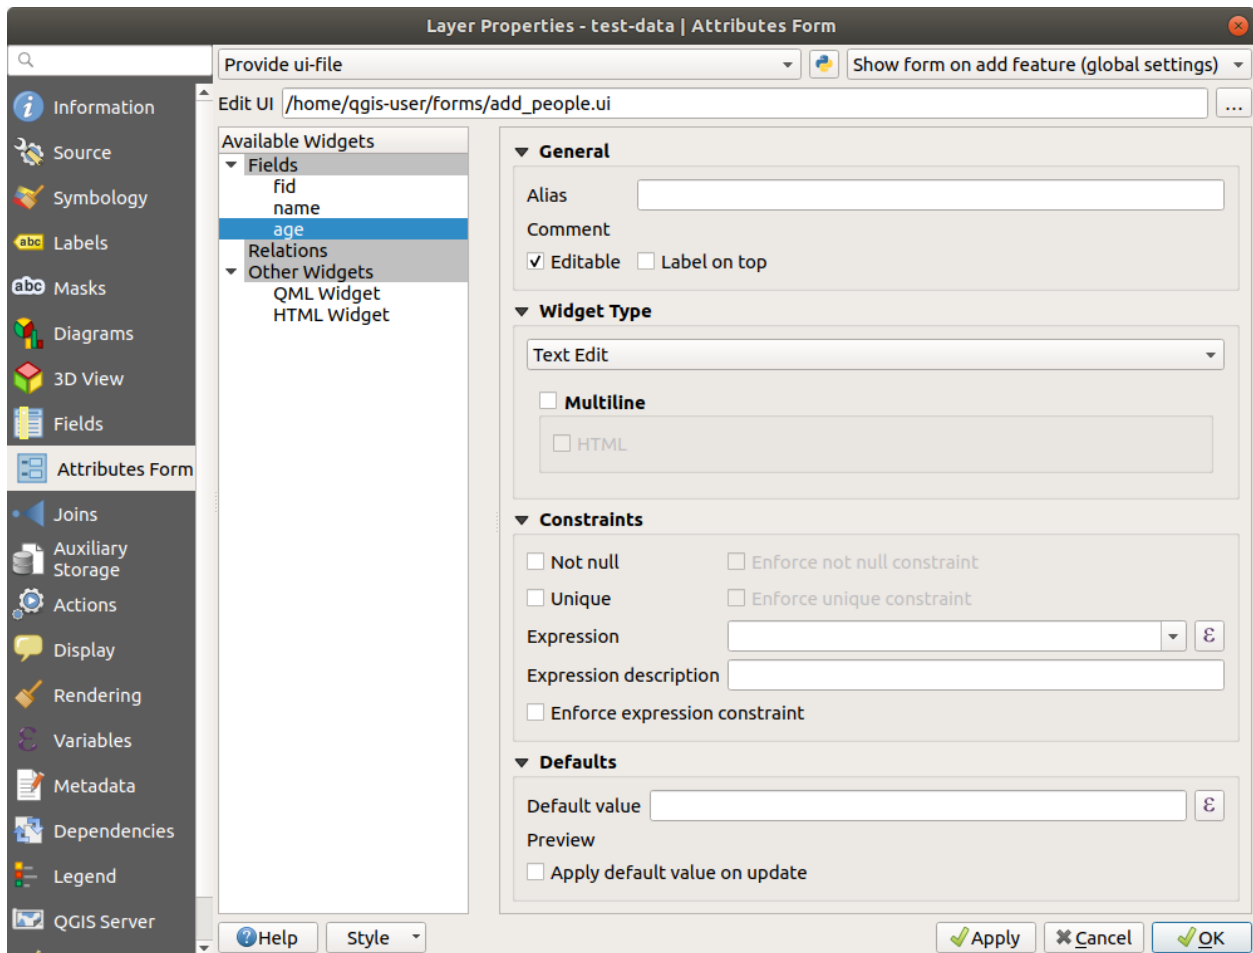 Layer Properties - test-data | Attributes Form
Provide ui-file
Show form on add feature (global settings)
Edit UI /home/qgis-user/forms/add_people.ui ...
Information
Source
Symbology
abc Labels
abc Masks
Diagrams
3D View
Fields
Attributes Form
Joins
Auxiliary
Storage
Actions
Display
Rendering
Variables
Metadata
Dependencies
Legend
QGIS Server
Available Widgets
Fields
fid
name
age
Relations
Other Widgets
QML Widget
HTML Widget
General
Alias
Comment
Editable Label on top
Widget Type
Text Edit
Multiline
HTML
Constraints
Not null Enforce not null constraint
Unique Enforce unique constraint
Expression ε
Expression description
Enforce expression constraint
Defaults
Default value ε
Preview
Apply default value on update
Help Style Apply Cancel OK